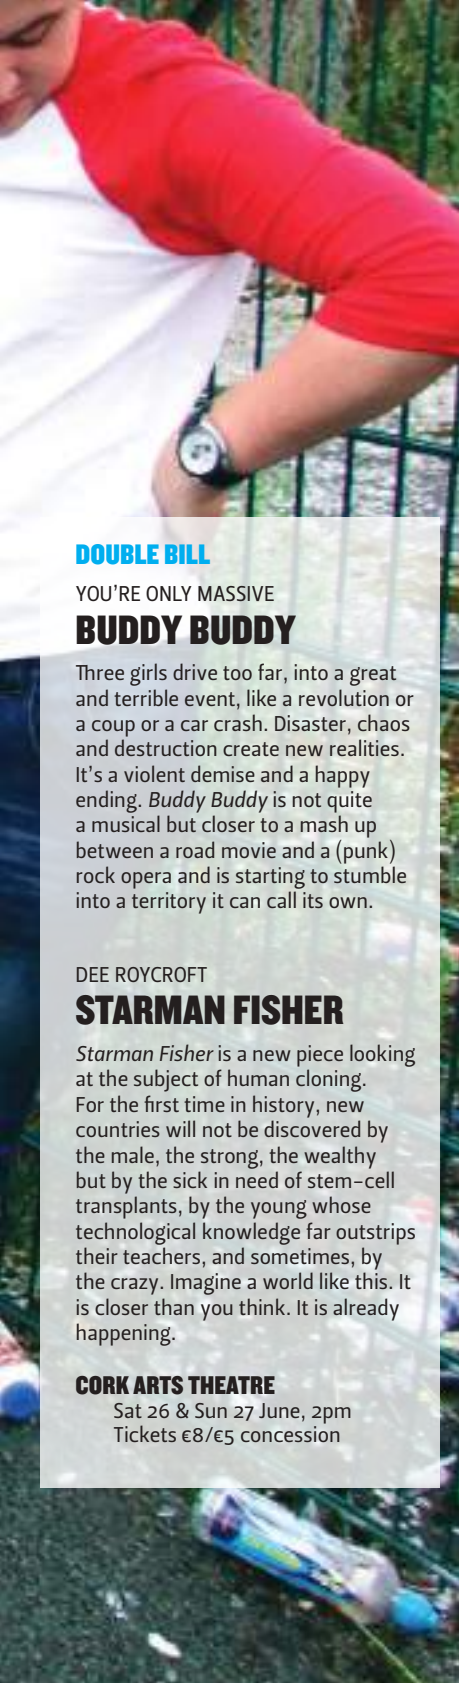 DOUBLE BILL
YOU'RE ONLY MASSIVE
BUDDY BUDDY
Three girls drive too far, into a great
and terrible event, like a revolution or
a coup or a car crash. Disaster, chaos
and destruction create new realities.
It's a violent demise and a happy
ending. Buddy Buddy is not quite
a musical but closer to a mash up
between a road movie and a (punk)
rock opera and is starting to stumble
into a territory it can call its own.
DEE ROYCROFT
STARMAN FISHER
Starman Fisher is a new piece looking
at the subject of human cloning.
For the first time in history, new
countries will not be discovered by
the male, the strong, the wealthy
but by the sick in need of stem-cell
transplants, by the young whose
technological knowledge far outstrips
their teachers, and sometimes, by
the crazy. Imagine a world like this. It
is closer than you think. It is already
happening.
CORK ARTS THEATRE
Sat 26 & Sun 27 June, 2pm
Tickets €8/€5 concession